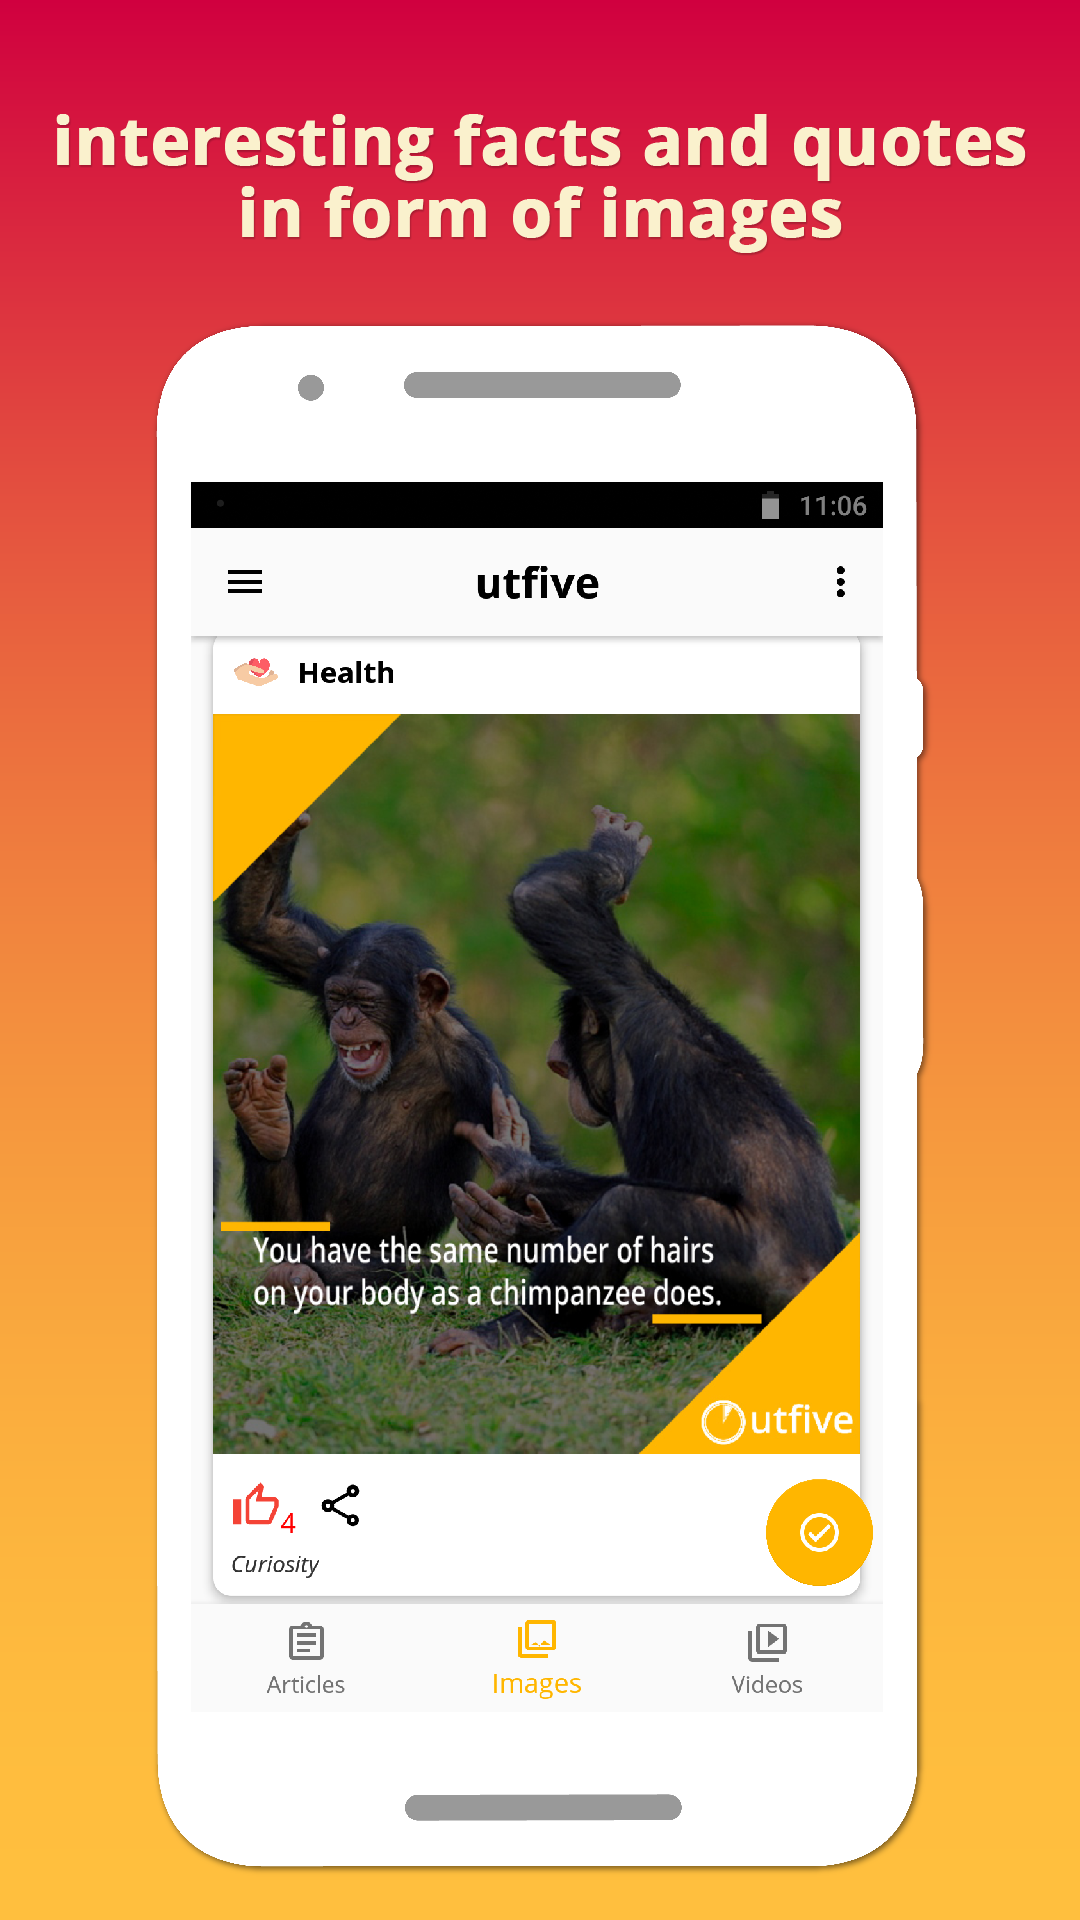 interesting facts and quotes
in form of images
11:06
utfive
Health
You have the same number of hairs
on your body as a chimpanzee does.
utfive
4
Curiosity
Articles
Images
Videos